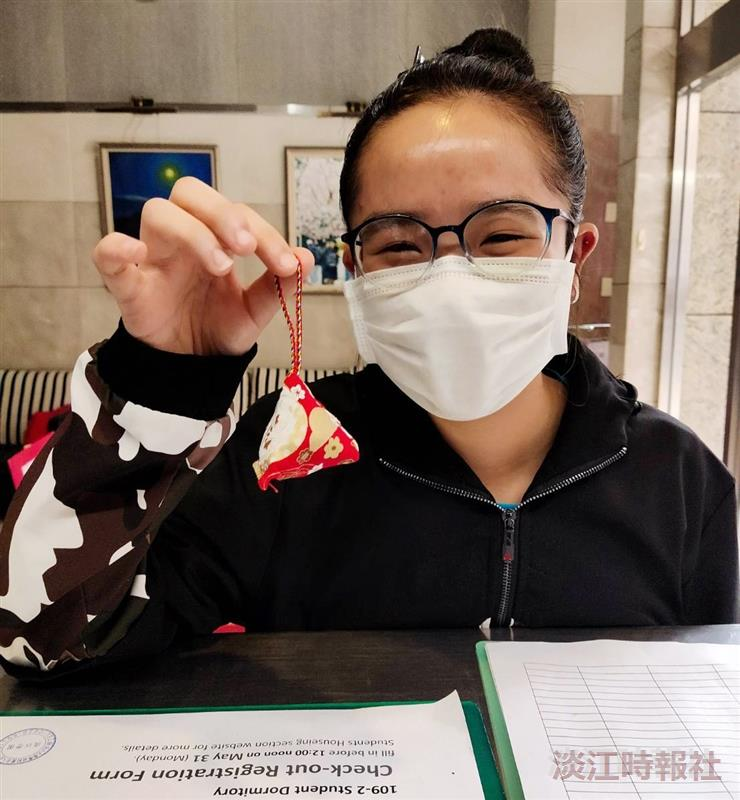 109-2 Student Dormitory
Check-out Registration Form
fill in before 12:00 noon on May 31 (Monday).
Students Houseing section website for more details.
淡江時報社